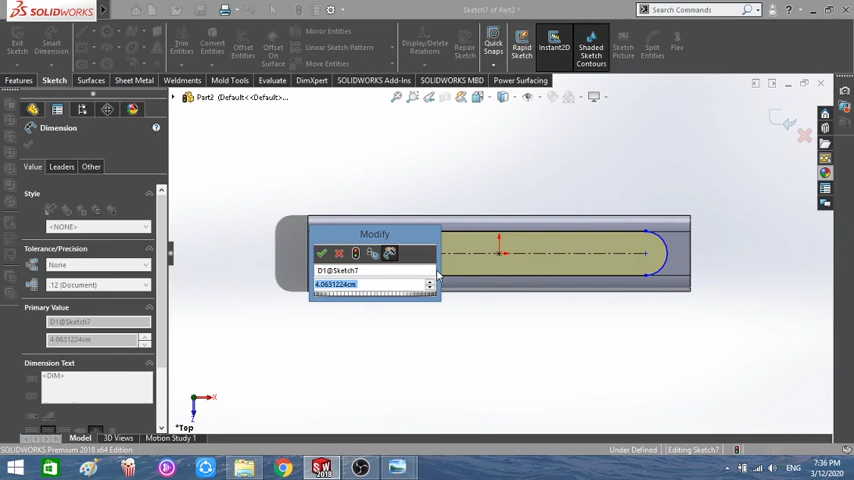 SOLIDWORKS
Sketch7 of Part2 *
Search Commands
Exit Sketch
Smart Dimension
Trim Entities
Convert Entities
Offset Entities
Offset On Surface
Mirror Entities
Linear Sketch Pattern
Move Entities
Display/Delete Relations
Repair Sketch
Quick Snaps
Rapid Sketch
Instant2D
Shaded Sketch Contours
Sketch Picture
Split Entities
Flex
Features
Sketch
Surfaces
Sheet Metal
Weldments
Mold Tools
Evaluate
DimXpert
SOLIDWORKS Add-Ins
SOLIDWORKS MBD
Power Surfacing
Part2 (Default<<Default>...
Dimension
Value
Leaders
Other
Style
<NONE>
Tolerance/Precision
None
.12 (Document)
Primary Value
D1@Sketch7
4.0631224cm
Dimension Text
<DIM>
Modify
D1@Sketch7
4.0631224cm
X
Z
*Top
Model
3D Views
Motion Study 1
SOLIDWORKS Premium 2018 x64 Edition
Under Defined
Editing Sketch7
SW
2018
ENG
7:36 PM
3/12/2020